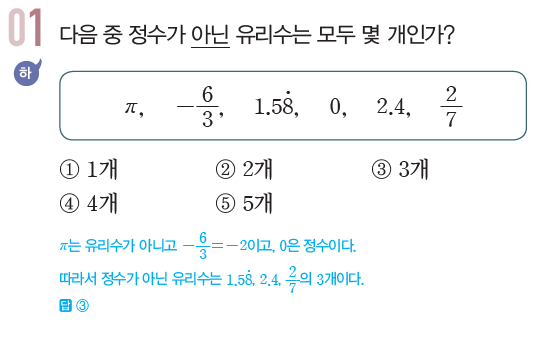 01
다음 중 정수가 아닌 유리수는 모두 몇 개인가?
하
π, -6/3, 1.58̇, 0, 2.4, 2/7
① 1개 ② 2개 ③ 3개
④ 4개 ⑤ 5개
π는 유리수가 아니고 -6/3=-2이고, 0은 정수이다.
따라서 정수가 아닌 유리수는 1.58̇, 2.4, 2/7의 3개이다.
답 ③